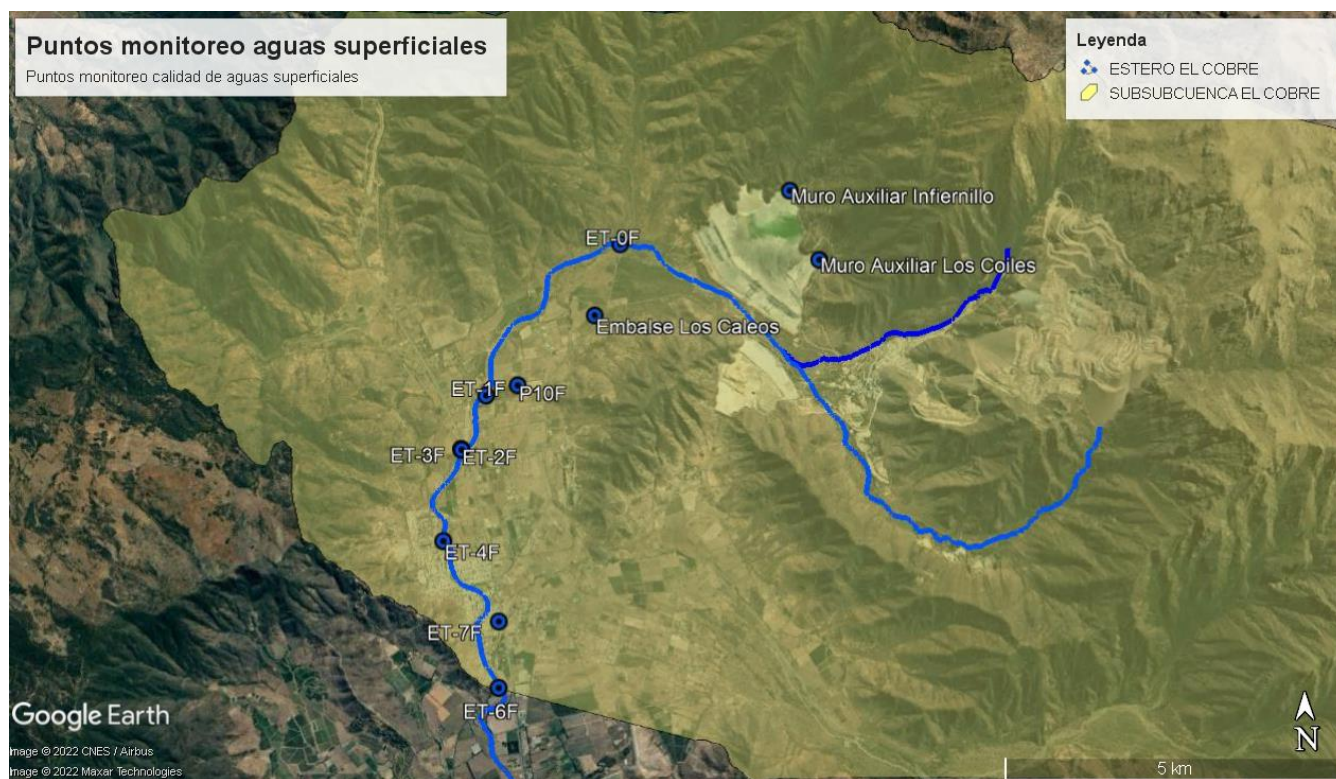 Puntos monitoreo aguas superficiales
Puntos monitoreo calidad de aguas superficiales
Leyenda
ESTERO EL COBRE
SUBSUBCUENCA EL COBRE
Muro Auxiliar Infiernillo
ET-0F
Muro Auxiliar Los Coiles
Embalse Los Caleos
ET-1F
P10F
ET-3F
ET-2F
ET-4F
ET-7F
ET-6F
Google Earth
Image © 2022 CNES / Airbus
Image © 2022 Maxar Technologies
N
5 km